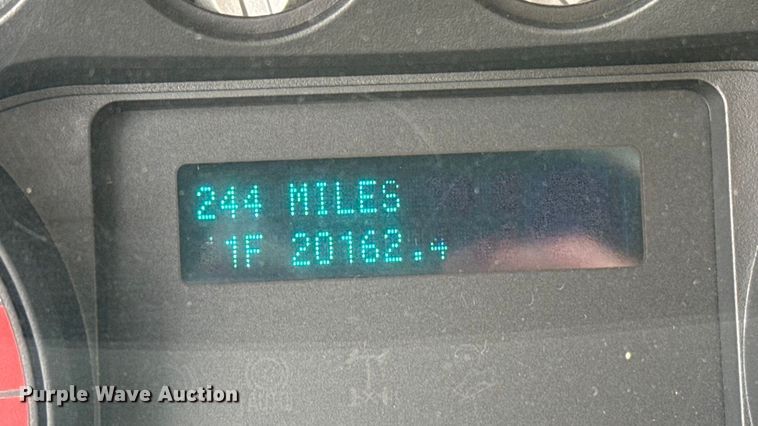 244 MILES
1F 20162.4
Purple Wave Auction